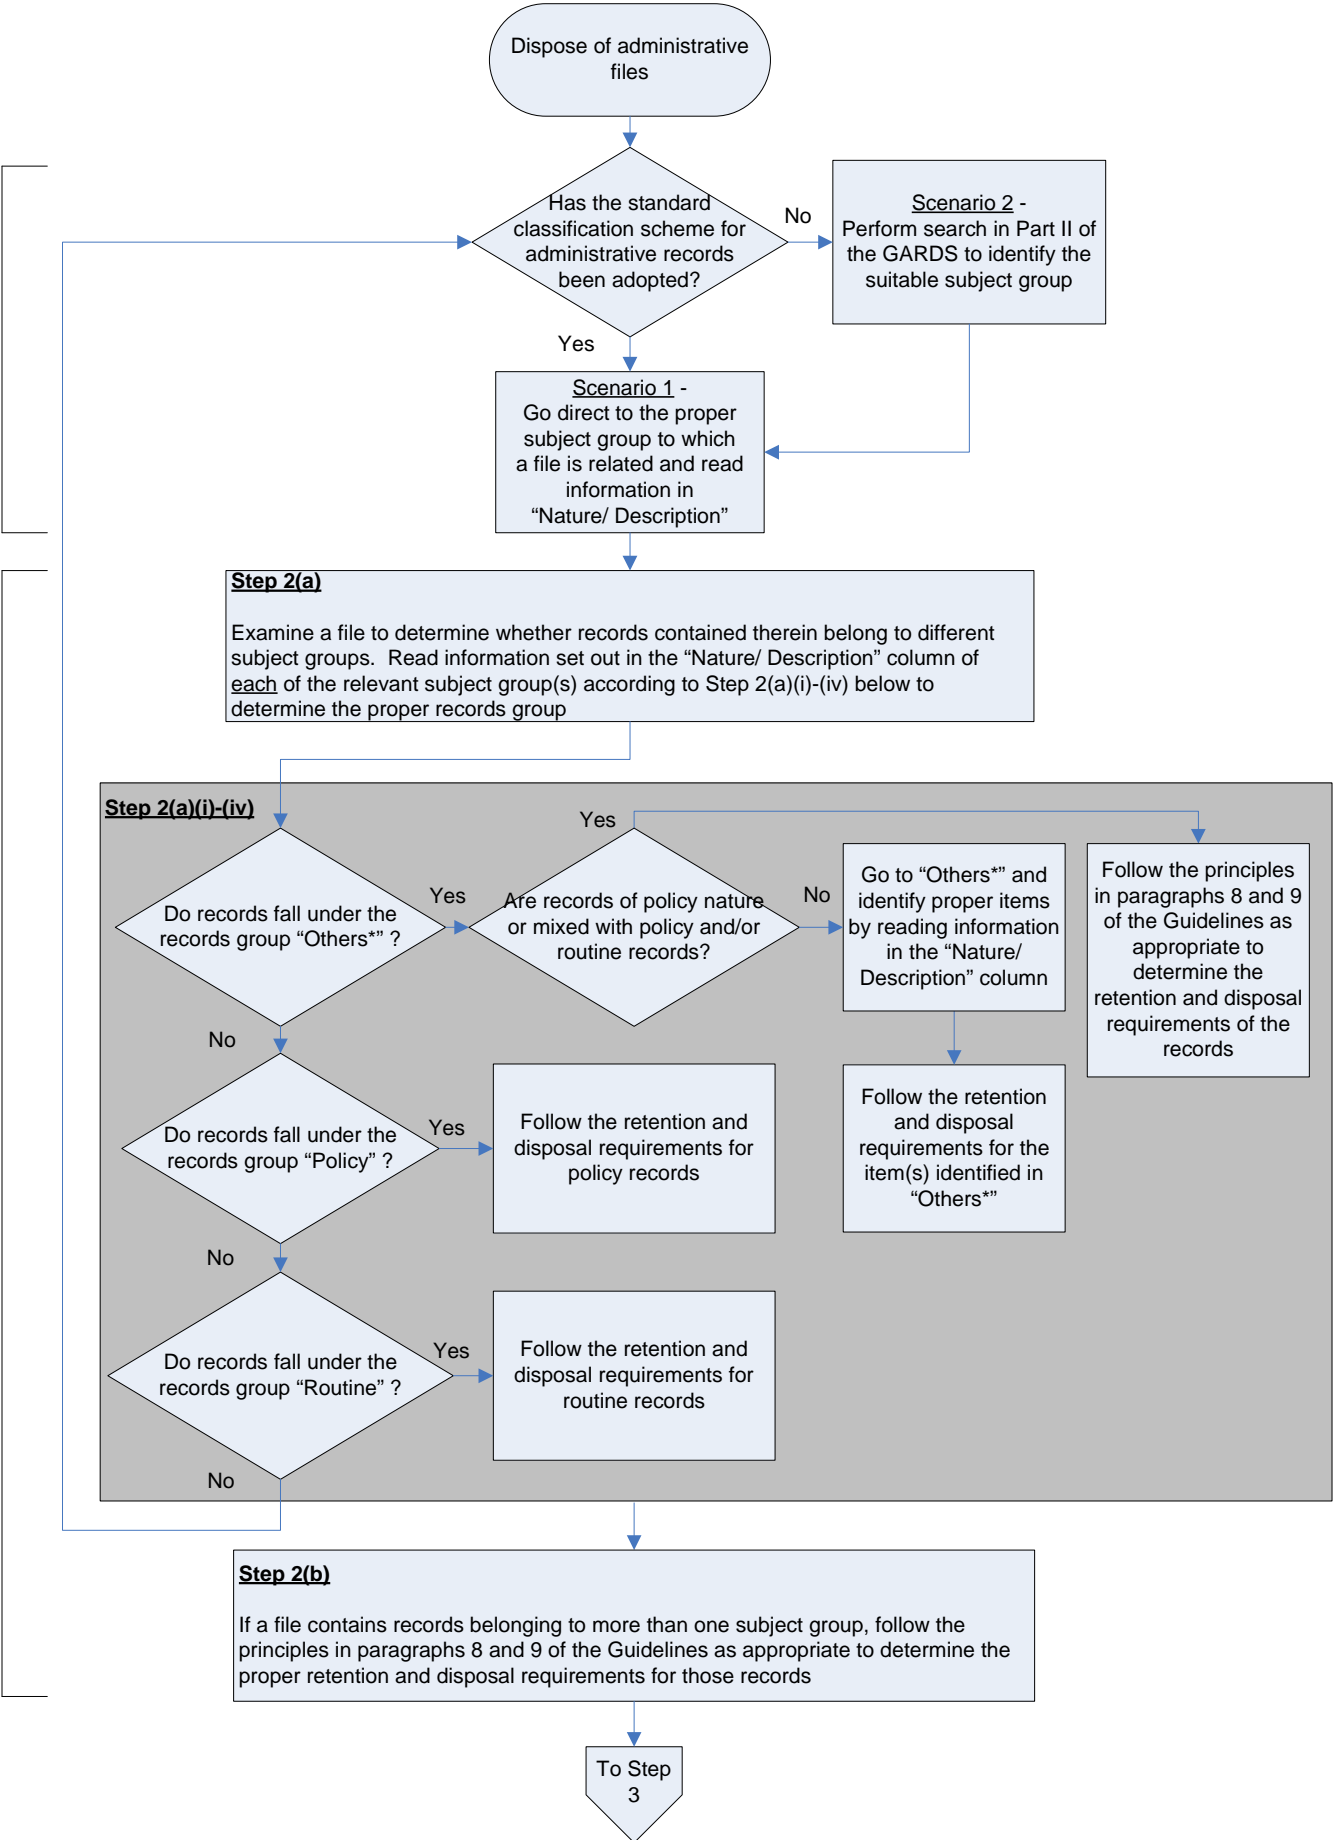 Dispose of administrative
files
Has the standard
classification scheme for
administrative records
been adopted?
No
Scenario 2 -
Perform search in Part II of
the GARDS to identify the
suitable subject group
Yes
Scenario 1 -
Go direct to the proper
subject group to which
a file is related and read
information in
“Nature/ Description”
Step 2(a)
Examine a file to determine whether records contained therein belong to different
subject groups.  Read information set out in the “Nature/ Description” column of
each of the relevant subject group(s) according to Step 2(a)(i)-(iv) below to
determine the proper records group
Step 2(a)(i)-(iv)
Do records fall under the
records group “Others*” ?
Yes
Are records of policy nature
or mixed with policy and/or
routine records?
Yes
No
Go to “Others*” and
identify proper items
by reading information
in the “Nature/
Description” column
Follow the principles
in paragraphs 8 and 9
of the Guidelines as
appropriate to
determine the
retention and disposal
requirements of the
records
No
Do records fall under the
records group “Policy” ?
Yes
Follow the retention and
disposal requirements for
policy records
Follow the retention
and disposal
requirements for the
item(s) identified in
“Others*”
No
Do records fall under the
records group “Routine” ?
Yes
Follow the retention and
disposal requirements for
routine records
No
Step 2(b)
If a file contains records belonging to more than one subject group, follow the
principles in paragraphs 8 and 9 of the Guidelines as appropriate to determine the
proper retention and disposal requirements for those records
To Step
3